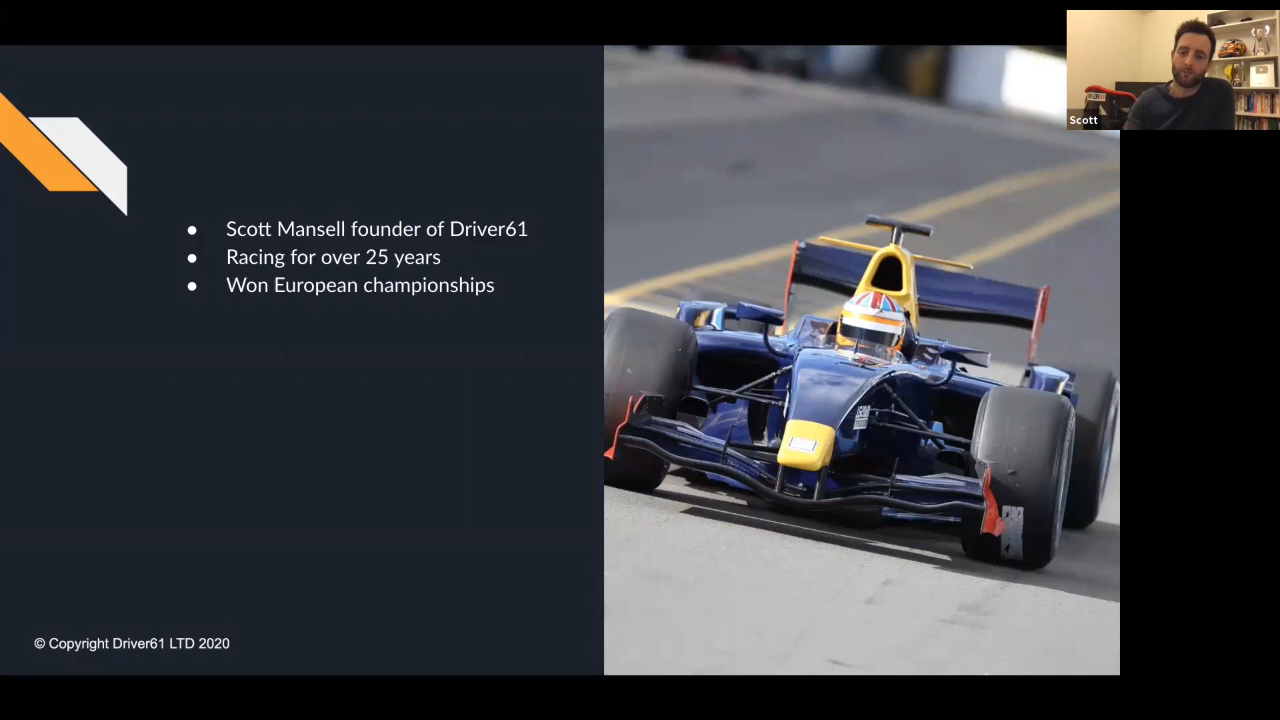 Scott
Scott Mansell founder of Driver61
Racing for over 25 years
Won European championships
© Copyright Driver61 LTD 2020